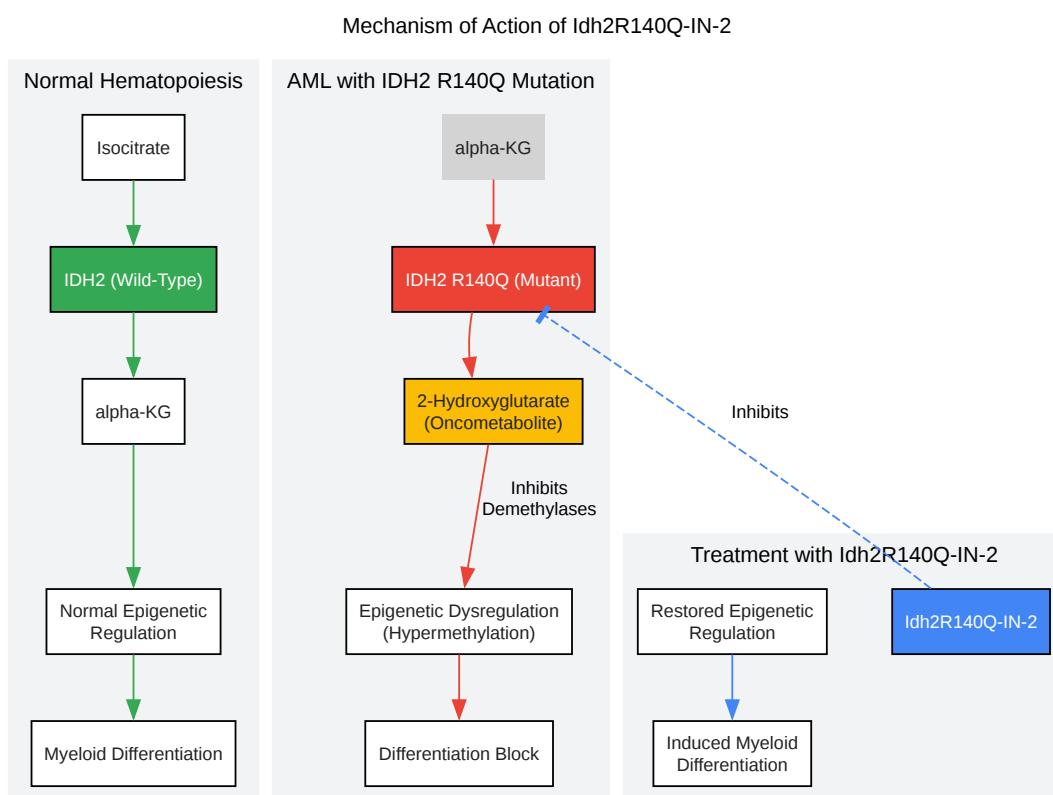 Mechanism of Action of Idh2R140Q-IN-2
Normal Hematopoiesis
Isocitrate
IDH2 (Wild-Type)
alpha-KG
Normal Epigenetic
Regulation
Myeloid Differentiation
AML with IDH2 R140Q Mutation
alpha-KG
IDH2 R140Q (Mutant)
2-Hydroxyglutarate
(Oncometabolite)
Inhibits
Demethylases
Epigenetic Dysregulation
(Hypermethylation)
Differentiation Block
Inhibits
Treatment with Idh2R140Q-IN-2
Restored Epigenetic
Regulation
Idh2R140Q-IN-2
Induced Myeloid
Differentiation